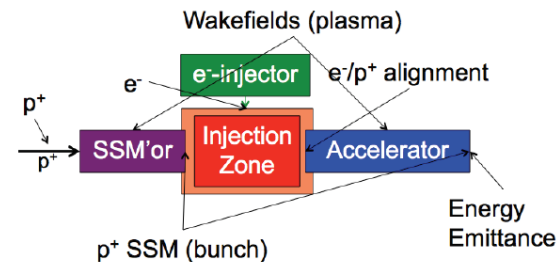 Wakefields (plasma)
e⁻-injector
e⁻/p⁺ alignment
e⁻
p⁺
p⁺
SSM'or
Injection
Zone
Accelerator
p⁺ SSM (bunch)
Energy
Emittance